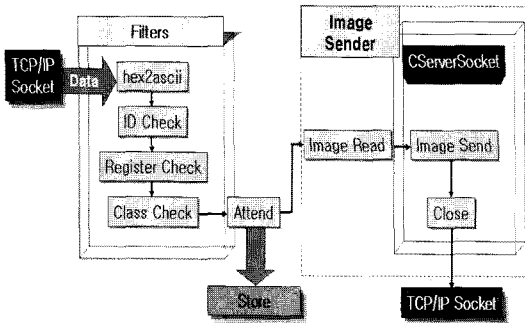 Filters
TCP/IP
Socket
Data
hex2ascii
ID Check
Register Check
Class Check
Attend
Store
Image
Sender
CServerSocket
Image Read
Image Send
Close
TCP/IP Socket